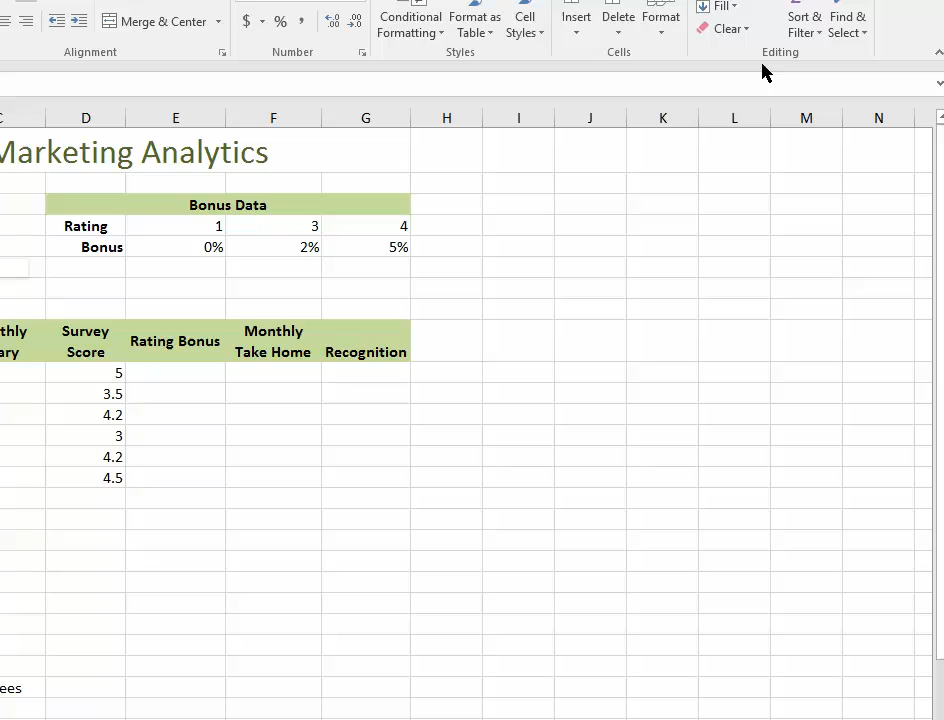 Merge & Center
$ % , .0 .00
Conditional Formatting
Format as Table
Cell Styles
Insert Delete Format
Fill
Clear
Sort & Filter
Find & Select
Alignment Number Styles Cells Editing
D E F G H I J K L M N
Marketing Analytics
Bonus Data
Rating 1 3 4
Bonus 0% 2% 5%
Survey Score
Rating Bonus
Monthly Take Home
Recognition
5
3.5
4.2
3
4.2
4.5
ees